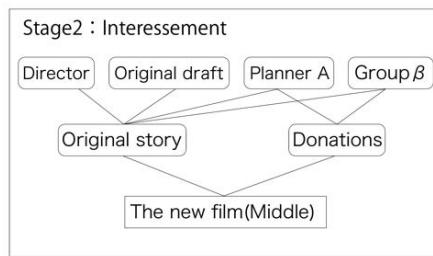 Stage2：Interessement
Director
Original draft
Planner A
Group β
Original story
Donations
The new film(Middle)